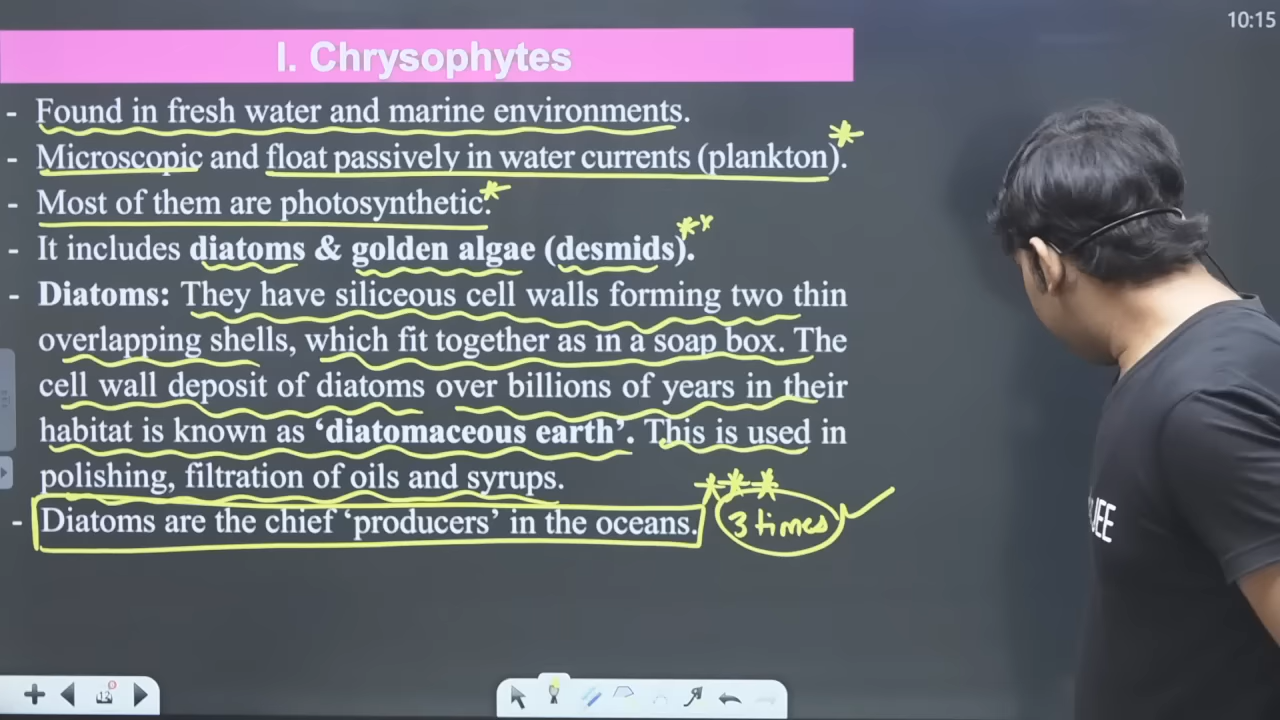 10:15
I. Chrysophytes
- Found in fresh water and marine environments.
- Microscopic and float passively in water currents (plankton).
- Most of them are photosynthetic.
- It includes diatoms & golden algae (desmids).
- Diatoms: They have siliceous cell walls forming two thin
overlapping shells, which fit together as in a soap box. The
cell wall deposit of diatoms over billions of years in their
habitat is known as ‘diatomaceous earth’. This is used in
polishing, filtration of oils and syrups.
- Diatoms are the chief ‘producers’ in the oceans. 3 times
JEE